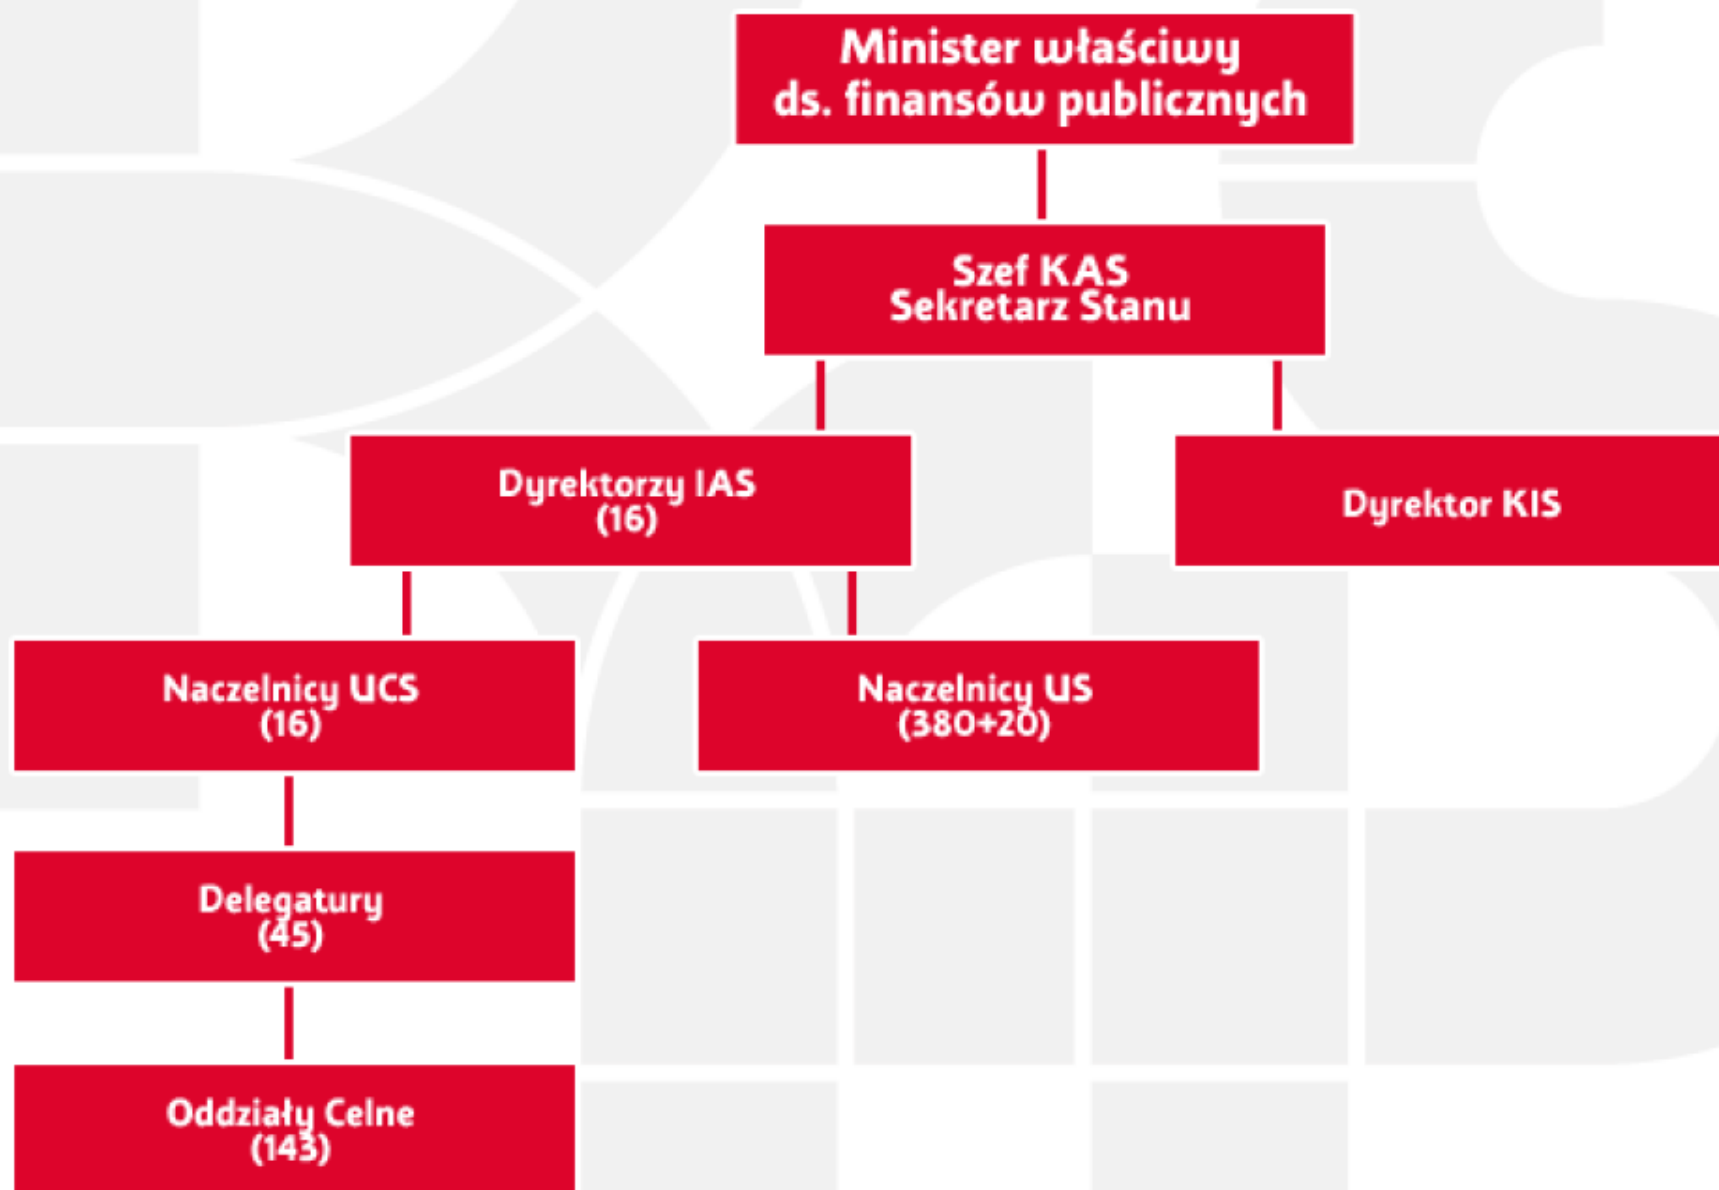 Minister właściwy
ds. finansów publicznych
Szef KAS
Sekretarz Stanu
Dyrektorzy IAS
(16)
Dyrektor KIS
Naczelnicy UCS
(16)
Naczelnicy US
(380+20)
Delegatury
(45)
Oddziały Celne
(143)